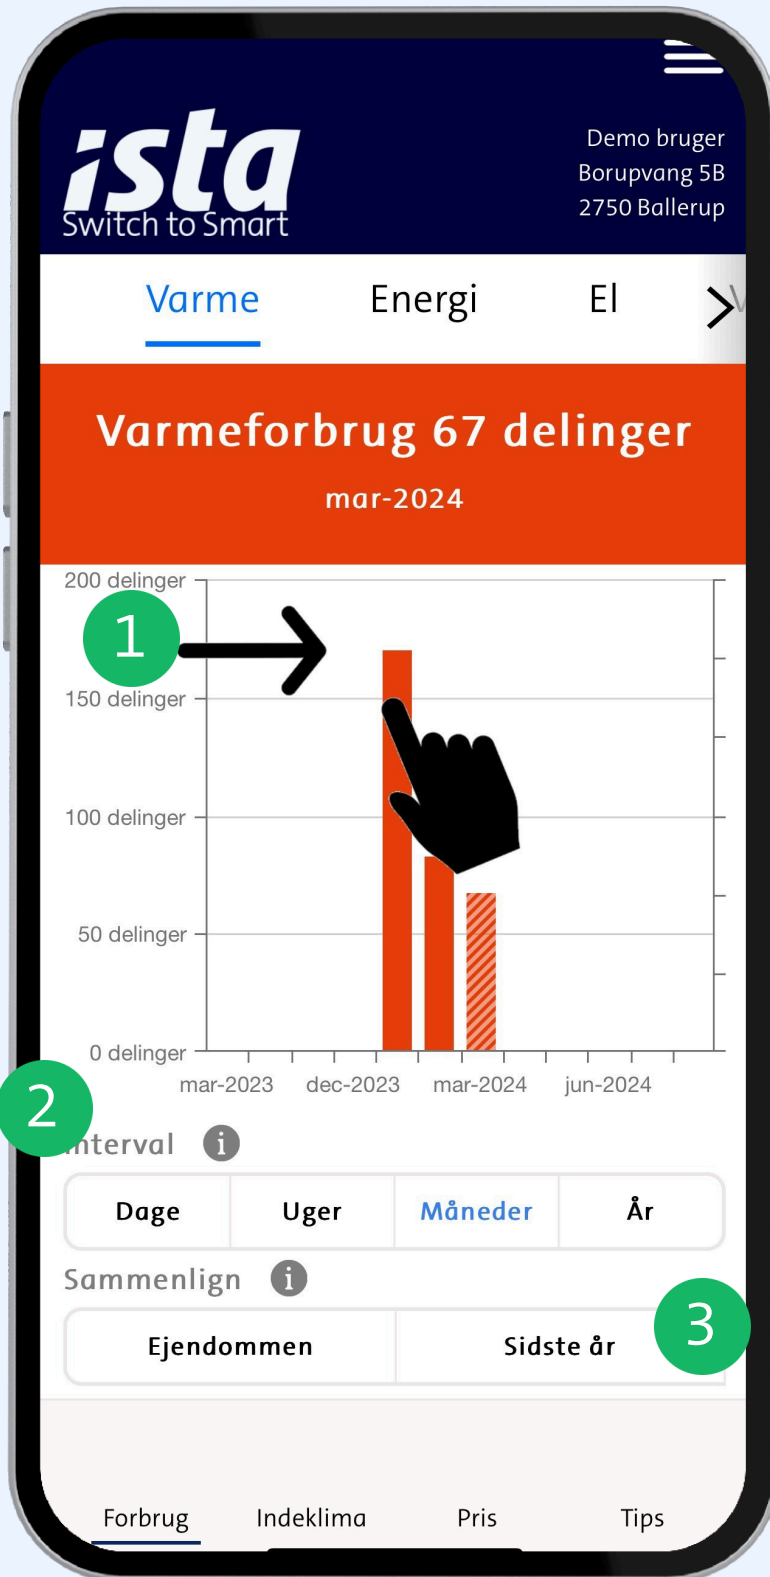 ista
Switch to Smart
Demo bruger
Borupvang 5B
2750 Ballerup
Varme
Energi
El
Varmeforbrug 67 delinger
mar-2024
200 delinger
1
150 delinger
100 delinger
50 delinger
0 delinger
mar-2023
dec-2023
mar-2024
jun-2024
2
Interval
Dage
Uger
Måneder
År
Sammenlign
3
Ejendommen
Sidste år
Forbrug
Indeklima
Pris
Tips